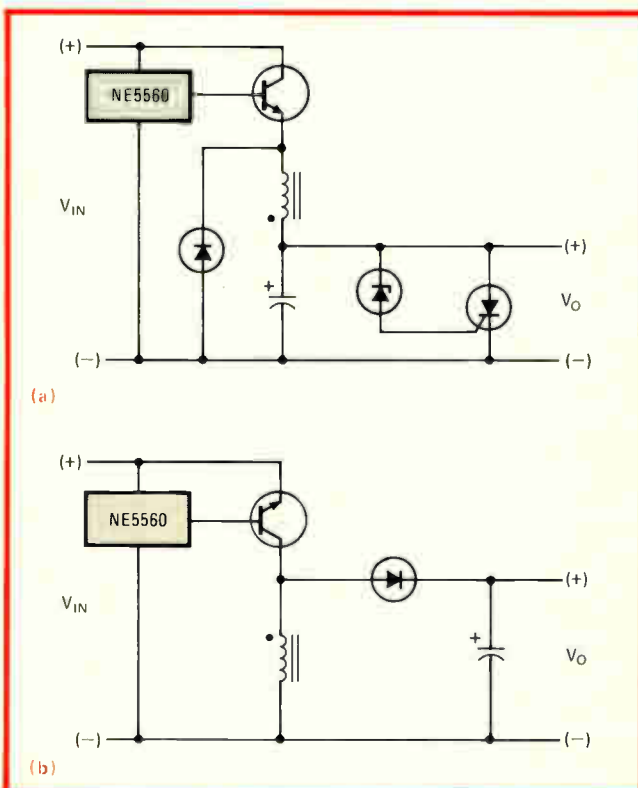 (+)
NE5560
V_IN
+
(+)
V_O
(−)
(−)
(a)
(+)
NE5560
(+)
V_IN
+
V_O
(−)
(−)
(b)